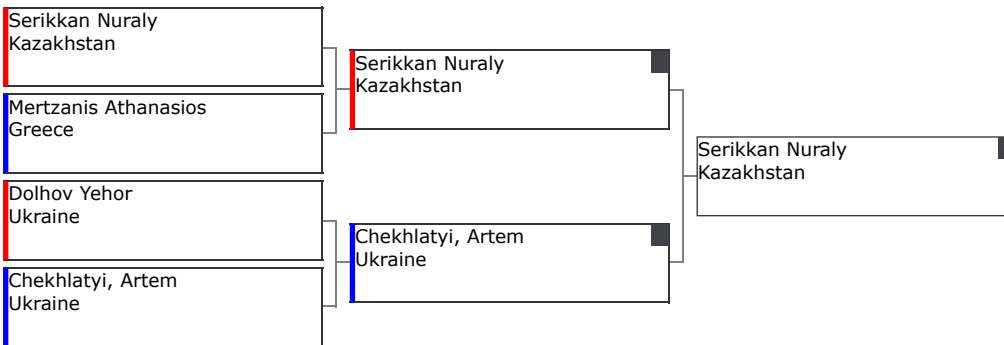 Serikkan Nuraly
Kazakhstan
Mertzanis Athanasios
Greece
Dolhov Yehor
Ukraine
Chekhlatyi, Artem
Ukraine
Serikkan Nuraly
Kazakhstan
Chekhlatyi, Artem
Ukraine
Serikkan Nuraly
Kazakhstan